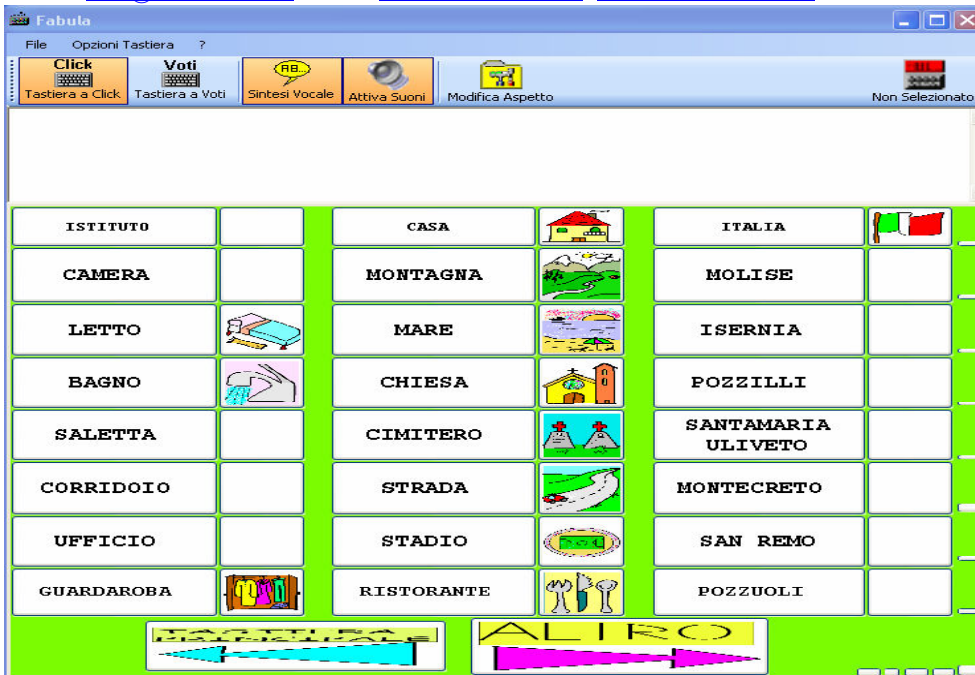 Fabula
File Opzioni Tastiera ?
Click Voti AB...
Tastiera a Click Tastiera a Voti Sintesi Vocale Attiva Suoni Modifica Aspetto Non Selezionato
ISTITUTO CASA ITALIA
CAMERA MONTAGNA MOLISE
LETTO MARE ISERNIA
BAGNO CHIESA POZZILLI
SALETTA CIMITERO SANTAMARIA
ULIVETO
CORRIDOIO STRADA MONTECRETO
UFFICIO STADIO SAN REMO
GUARDAROBA RISTORANTE POZZUOLI
PRINCIPALE